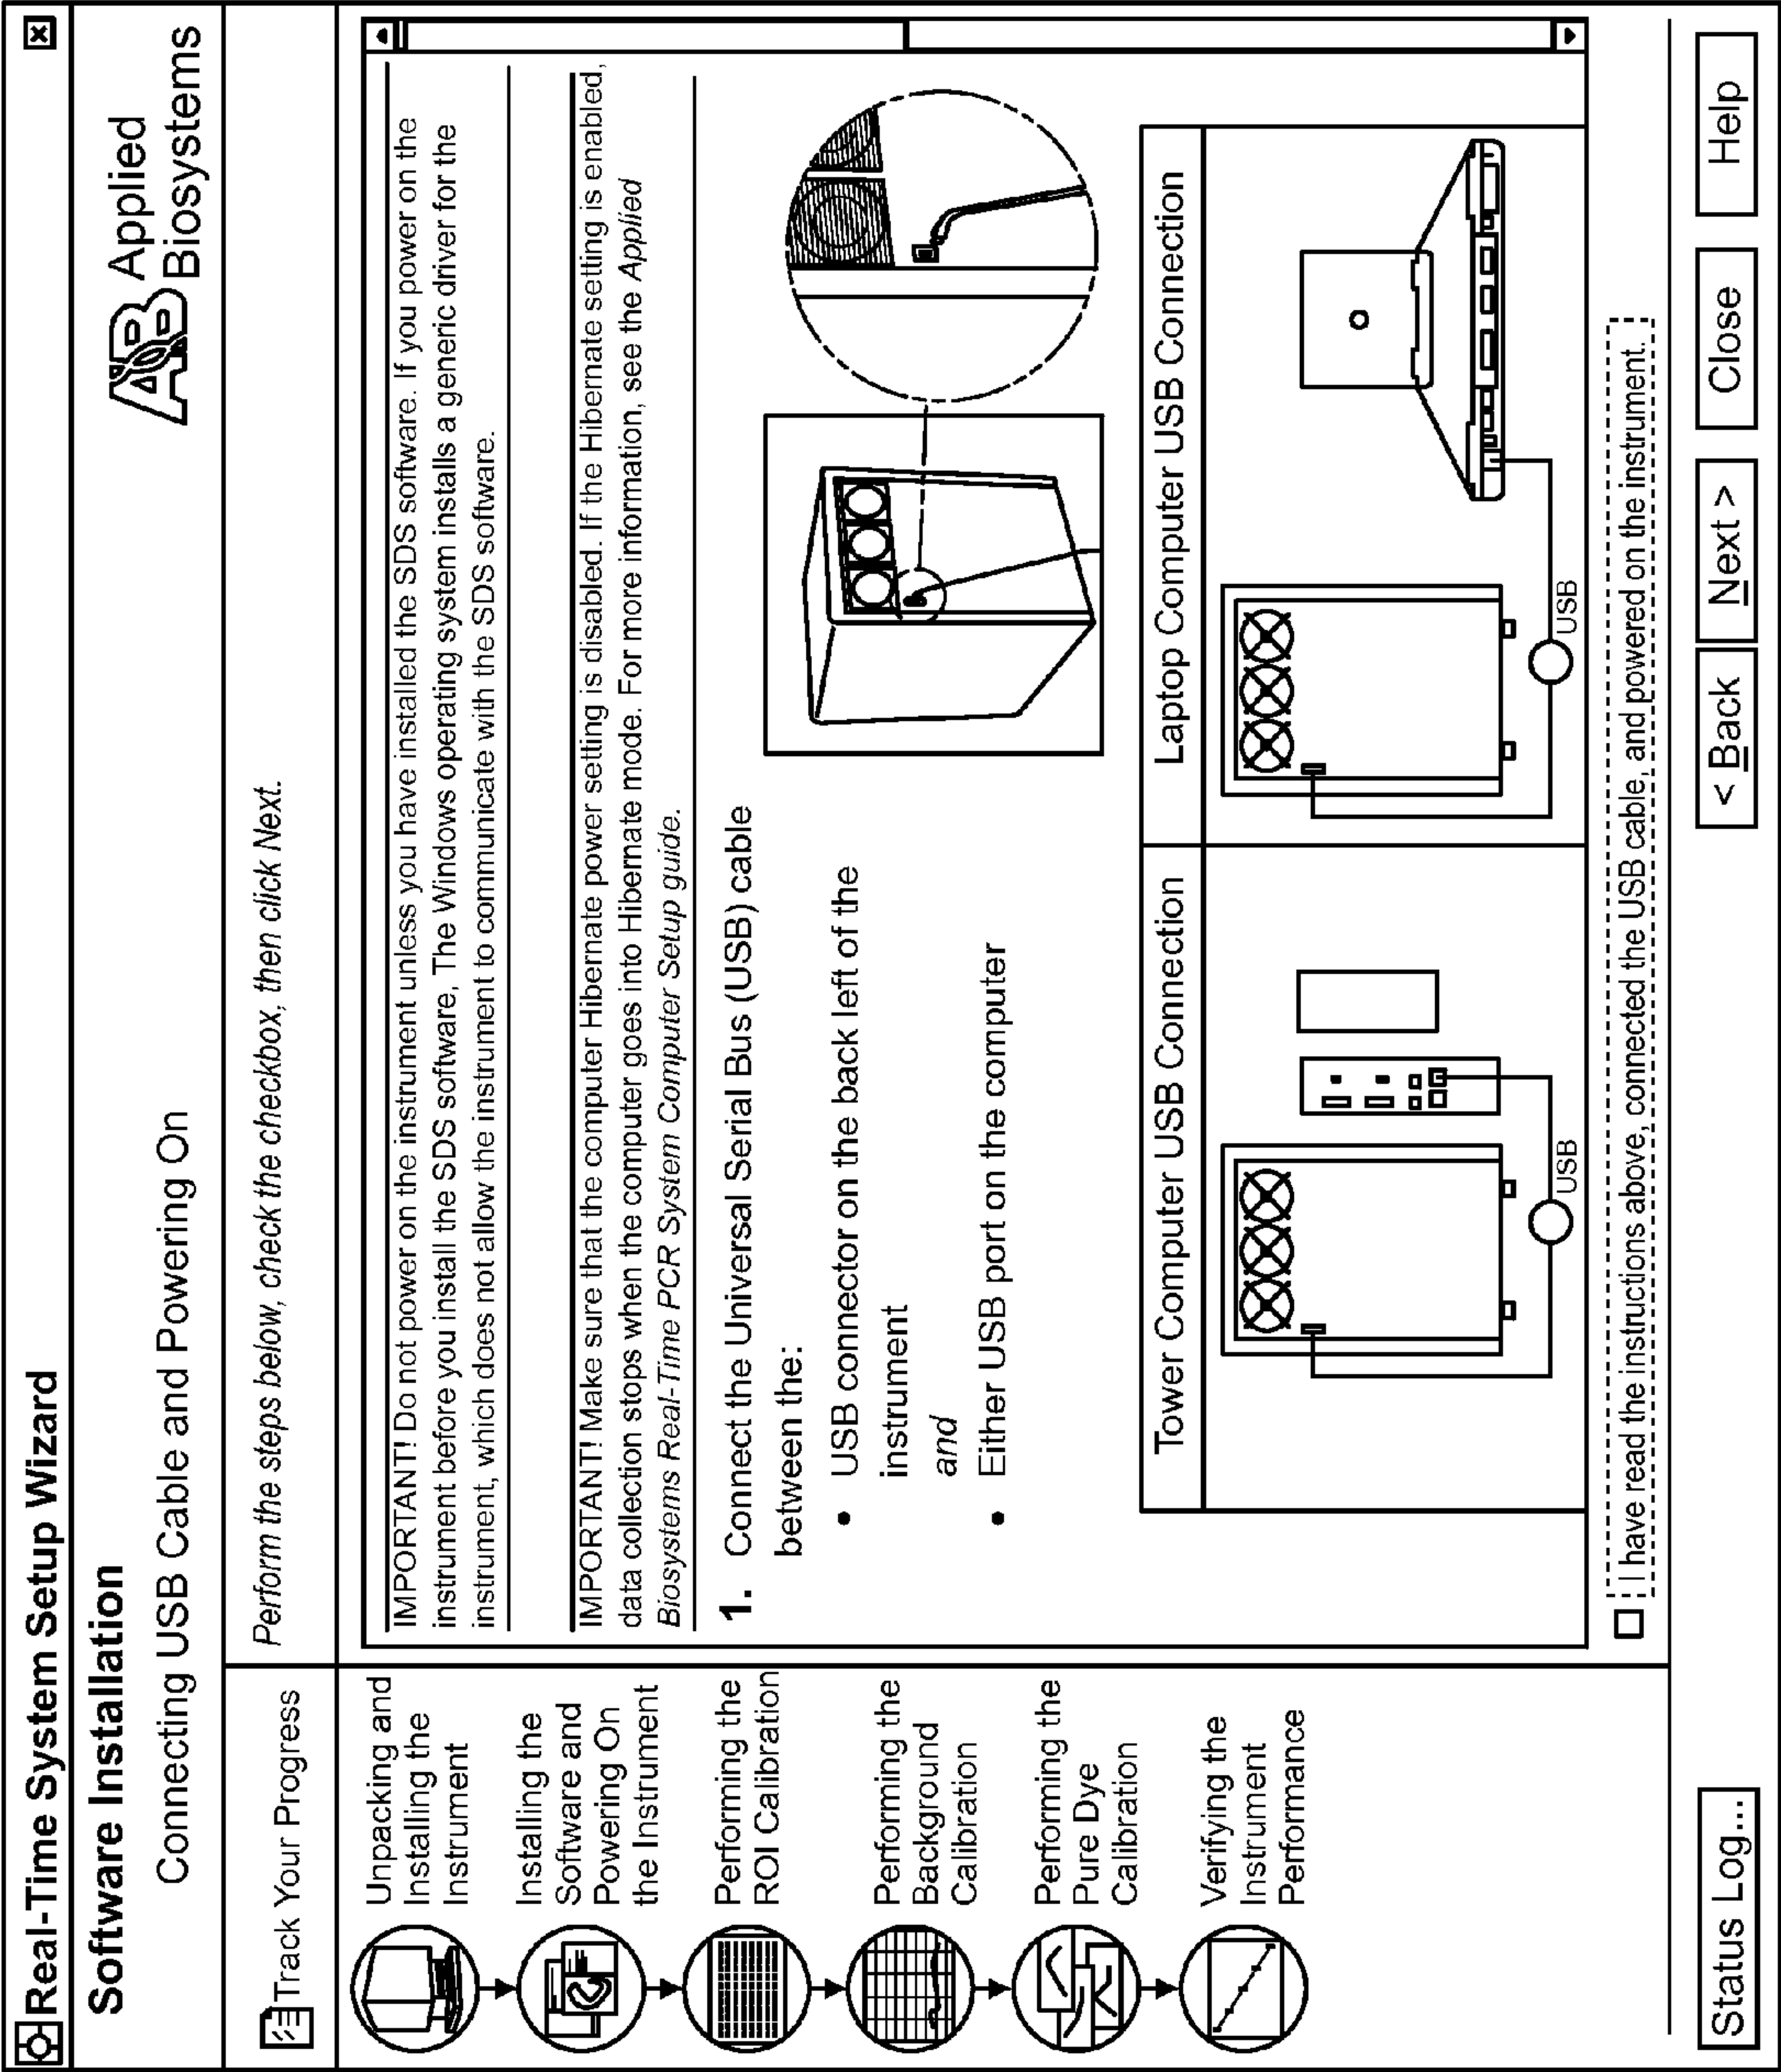 Real-Time System Setup Wizard
Software Installation
Connecting USB Cable and Powering On
AB Applied
Biosystems
Track Your Progress
Unpacking and
Installing the
Instrument
Installing the
Software and
Powering On
the Instrument
Performing the
ROI Calibration
Performing the
Background
Calibration
Performing the
Pure Dye
Calibration
Verifying the
Instrument
Performance
Perform the steps below, check the checkbox, then click Next.
IMPORTANT! Do not power on the instrument unless you have installed the SDS software. If you power on the
instrument before you install the SDS software, The Windows operating system installs a generic driver for the
instrument, which does not allow the instrument to communicate with the SDS software.
IMPORTANT! Make sure that the computer Hibernate power setting is disabled. If the Hibernate setting is enabled,
data collection stops when the computer goes into Hibernate mode. For more information, see the Applied
Biosystems Real-Time PCR System Computer Setup guide.
1. Connect the Universal Serial Bus (USB) cable
between the:
• USB connector on the back left of the
instrument
and
• Either USB port on the computer
Tower Computer USB Connection
USB
Laptop Computer USB Connection
USB
I have read the instructions above, connected the USB cable, and powered on the instrument.
Status Log...
< Back
Next >
Close
Help